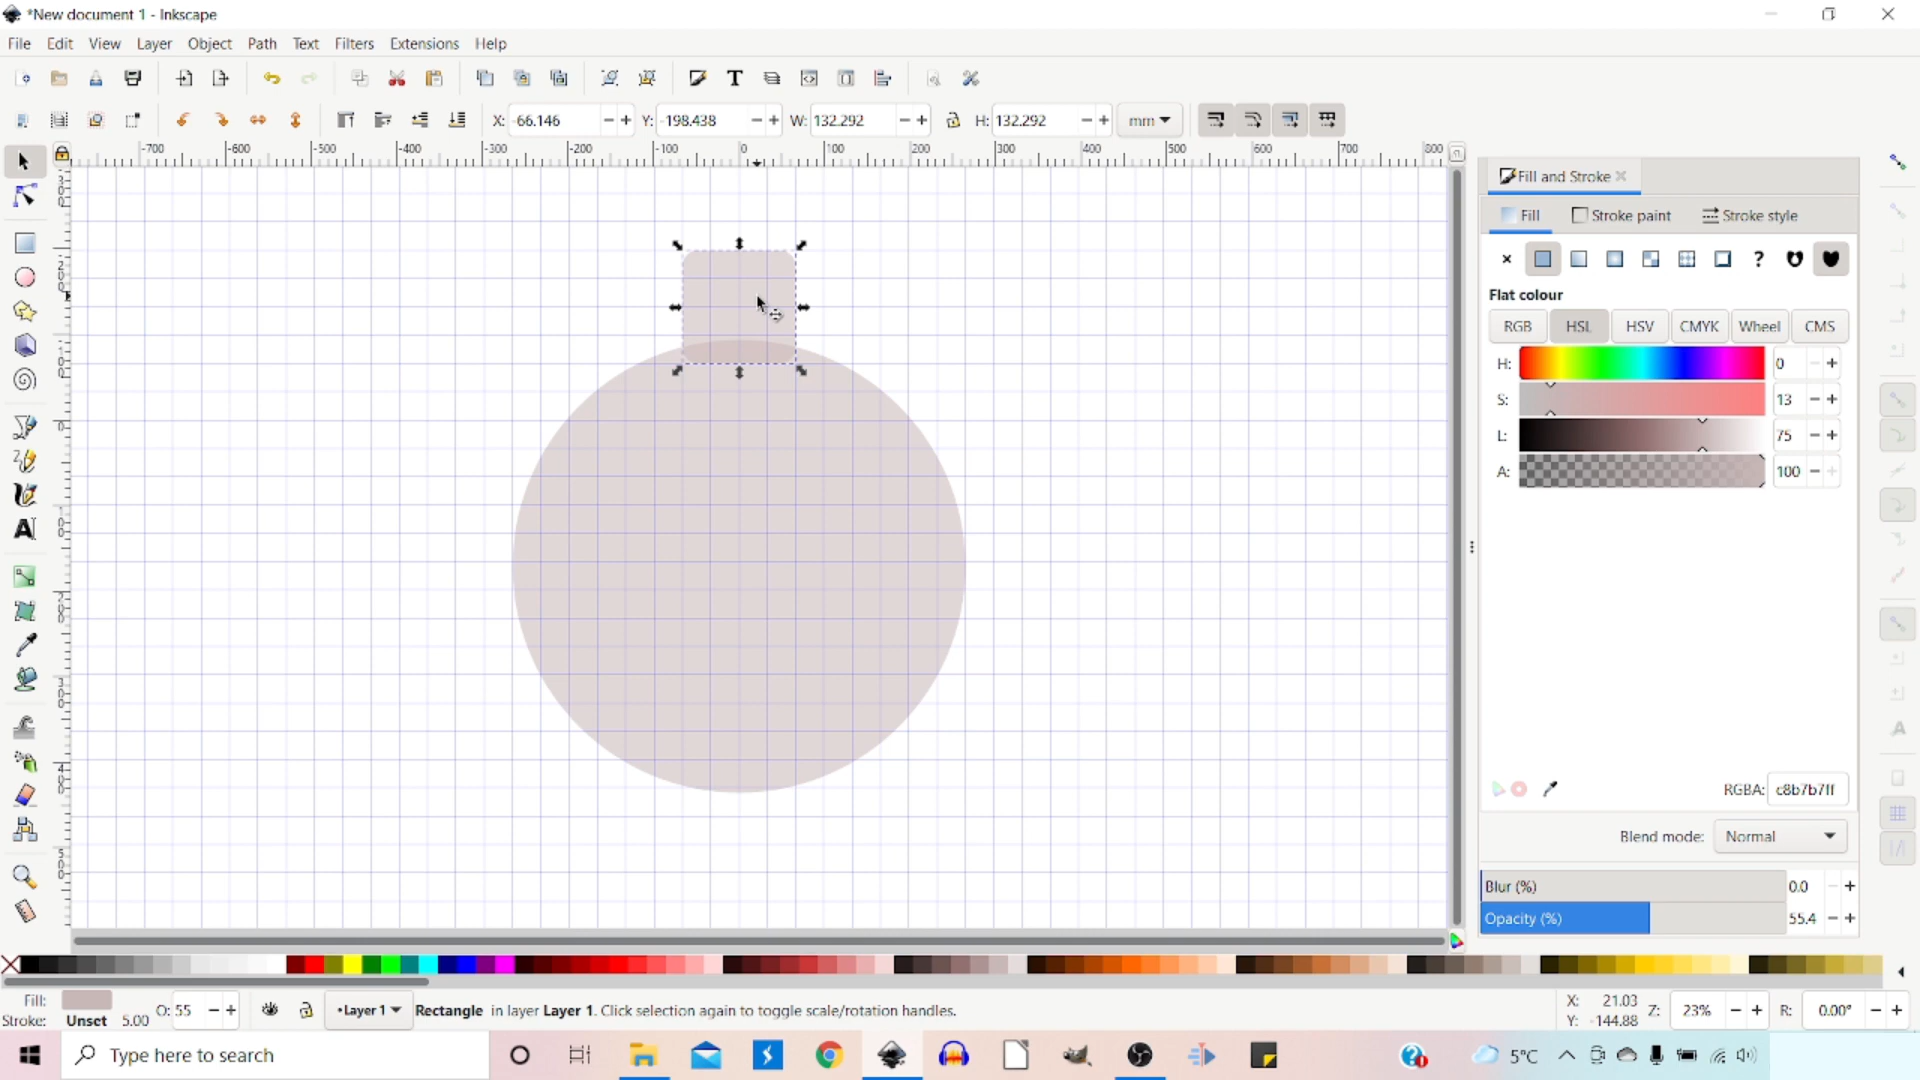 *New document 1 - Inkscape
File Edit View Layer Object Path Filters Text Extensions Help
X: -66.146 Y: -198.438 W: 132.292 H: 132.292 mm
-700 -600 -500 -400 -300 -200 -100 0 100 200 300 400 500 600 700 800
Fill and Stroke
Fill Stroke paint Stroke style
Flat colour
RGB HSL HSV CMYK Wheel CMS
H: 0
S: 13
L: 75
A: 100
RGBA: c8b7b7ff
Blend mode: Normal
Blur (%) 0.0
Opacity (%) 55.4
Fill: O: 55 •Layer 1 Rectangle in layer Layer 1. Click selection again to toggle scale/rotation handles. X: 21.03 Z: 23% R: 0.00°
Stroke: Unset 5.00 Y: -144.88
Type here to search 5°C